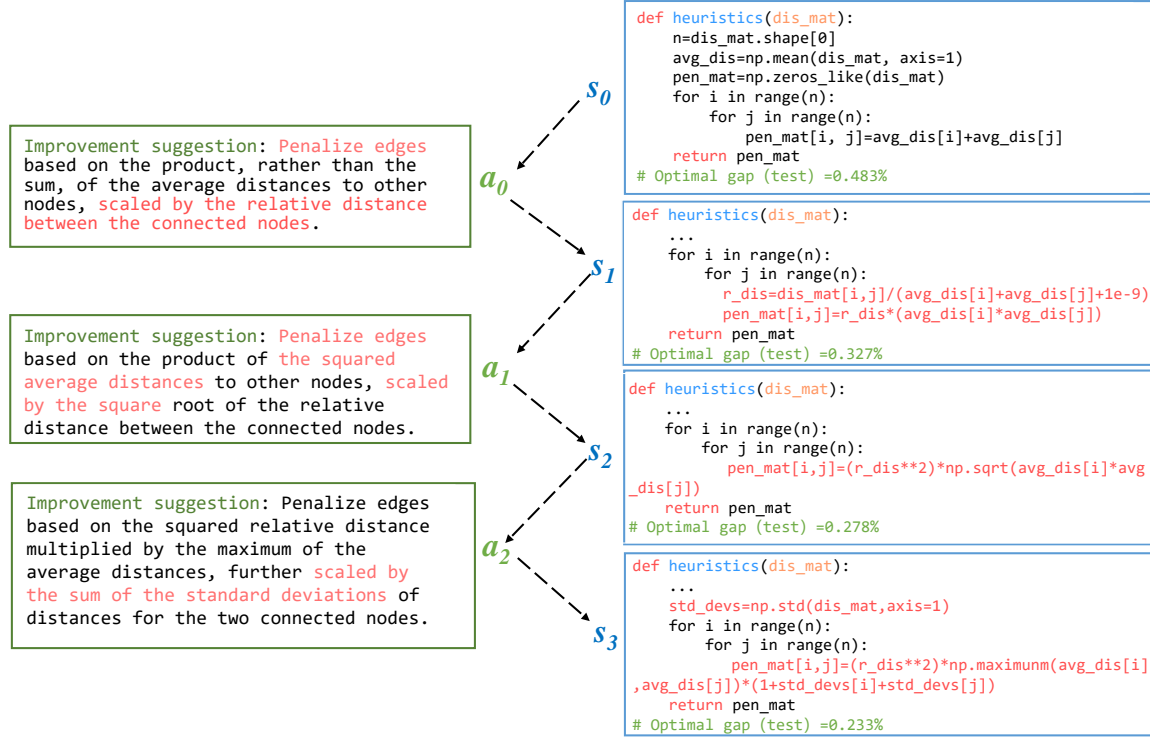 def heuristics(dis_mat):
n=dis_mat.shape[0]
avg_dis=np.mean(dis_mat, axis=1)
pen_mat=np.zeros_like(dis_mat)
for i in range(n):
for j in range(n):
pen_mat[i, j]=avg_dis[i]+avg_dis[j]
return pen_mat
# Optimal gap (test) =0.483%
s0
Improvement suggestion: Penalize edges
based on the product, rather than the
sum, of the average distances to other
nodes, scaled by the relative distance
between the connected nodes.
a0
def heuristics(dis_mat):
...
for i in range(n):
for j in range(n):
r_dis=dis_mat[i,j]/(avg_dis[i]+avg_dis[j]+1e-9)
pen_mat[i,j]=r_dis*(avg_dis[i]*avg_dis[j])
return pen_mat
# Optimal gap (test) =0.327%
s1
Improvement suggestion: Penalize edges
based on the product of the squared
average distances to other nodes, scaled
by the square root of the relative
distance between the connected nodes.
a1
def heuristics(dis_mat):
...
for i in range(n):
for j in range(n):
pen_mat[i,j]=(r_dis**2)*np.sqrt(avg_dis[i]*avg
_dis[j])
return pen_mat
# Optimal gap (test) =0.278%
s2
Improvement suggestion: Penalize edges
based on the squared relative distance
multiplied by the maximum of the
average distances, further scaled by
the sum of the standard deviations of
distances for the two connected nodes.
a2
def heuristics(dis_mat):
...
std_devs=np.std(dis_mat,axis=1)
for i in range(n):
for j in range(n):
pen_mat[i,j]=(r_dis**2)*np.maximunm(avg_dis[i]
,avg_dis[j])*(1+std_devs[i]+std_devs[j])
return pen_mat
# Optimal gap (test) =0.233%
s3